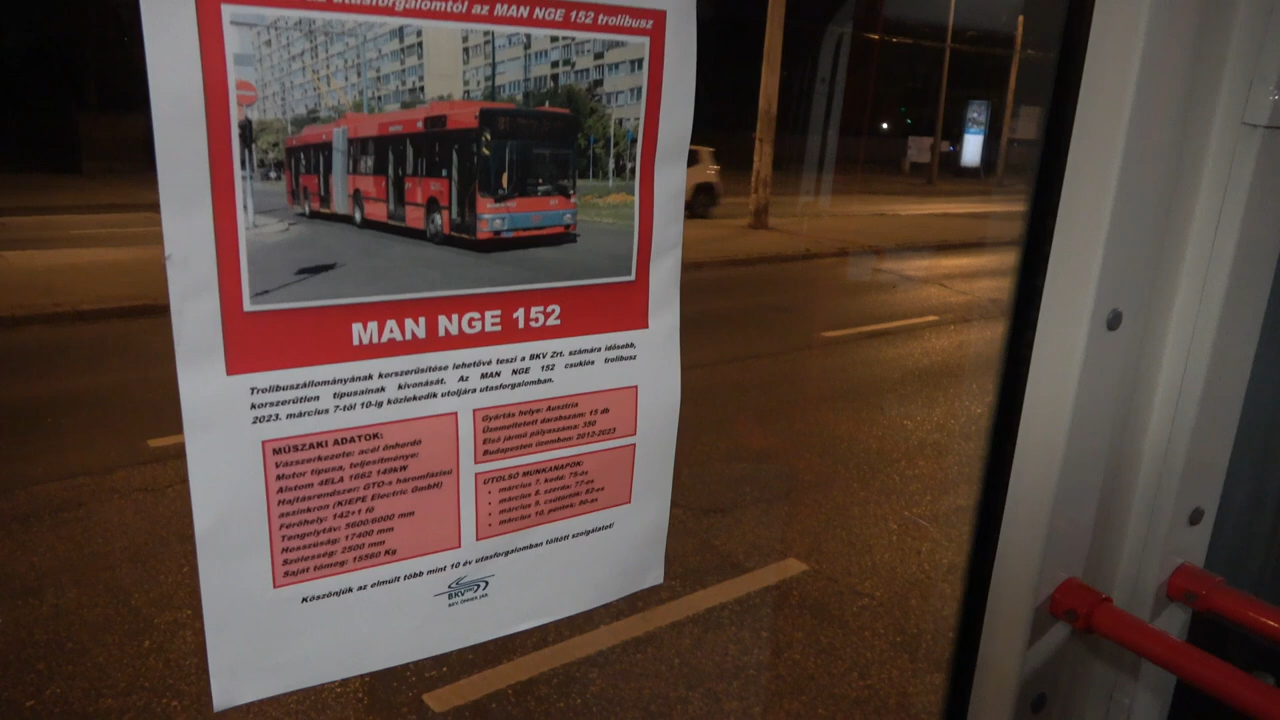 utasforgalomtól az MAN NGE 152 trolibusz
MAN NGE 152
Trolibuszállományának korszerűsítése lehetővé teszi a BKV Zrt. számára idősebb,
korszerűtlen típusainak kivonását. Az MAN NGE 152 csuklós trolibusz
2023. március 7-től 10-ig közlekedik utoljára utasforgalomban.
MŰSZAKI ADATOK:
Vázszerkezete: acél önhordó
Motor típusa, teljesítménye:
Alstom 4ELA 1662 149kW
Hajtásrendszer: GTO-s háromfázisú
aszinkron (KIEPE Electric GmbH)
Férőhely: 142+1 fő
Tengelytáv: 5600/6000 mm
Hosszúság: 17400 mm
Szélesség: 2500 mm
Saját tömeg: 15560 Kg
Gyártás helye: Ausztria
Üzemeltetett darabszám: 15 db
Első jármű pályaszáma: 350
Budapesten üzemben: 2012-2023
UTOLSÓ MUNKANAPOK:
• március 7, kedd: 75-ös
• március 8, szerda: 77-es
• március 9, csütörtök: 82-es
• március 10, péntek: 80-as
Köszönjük az elmúlt több mint 10 év utasforgalomban töltött szolgálatot!
BKV
BKV ÖNNEK JÁR.